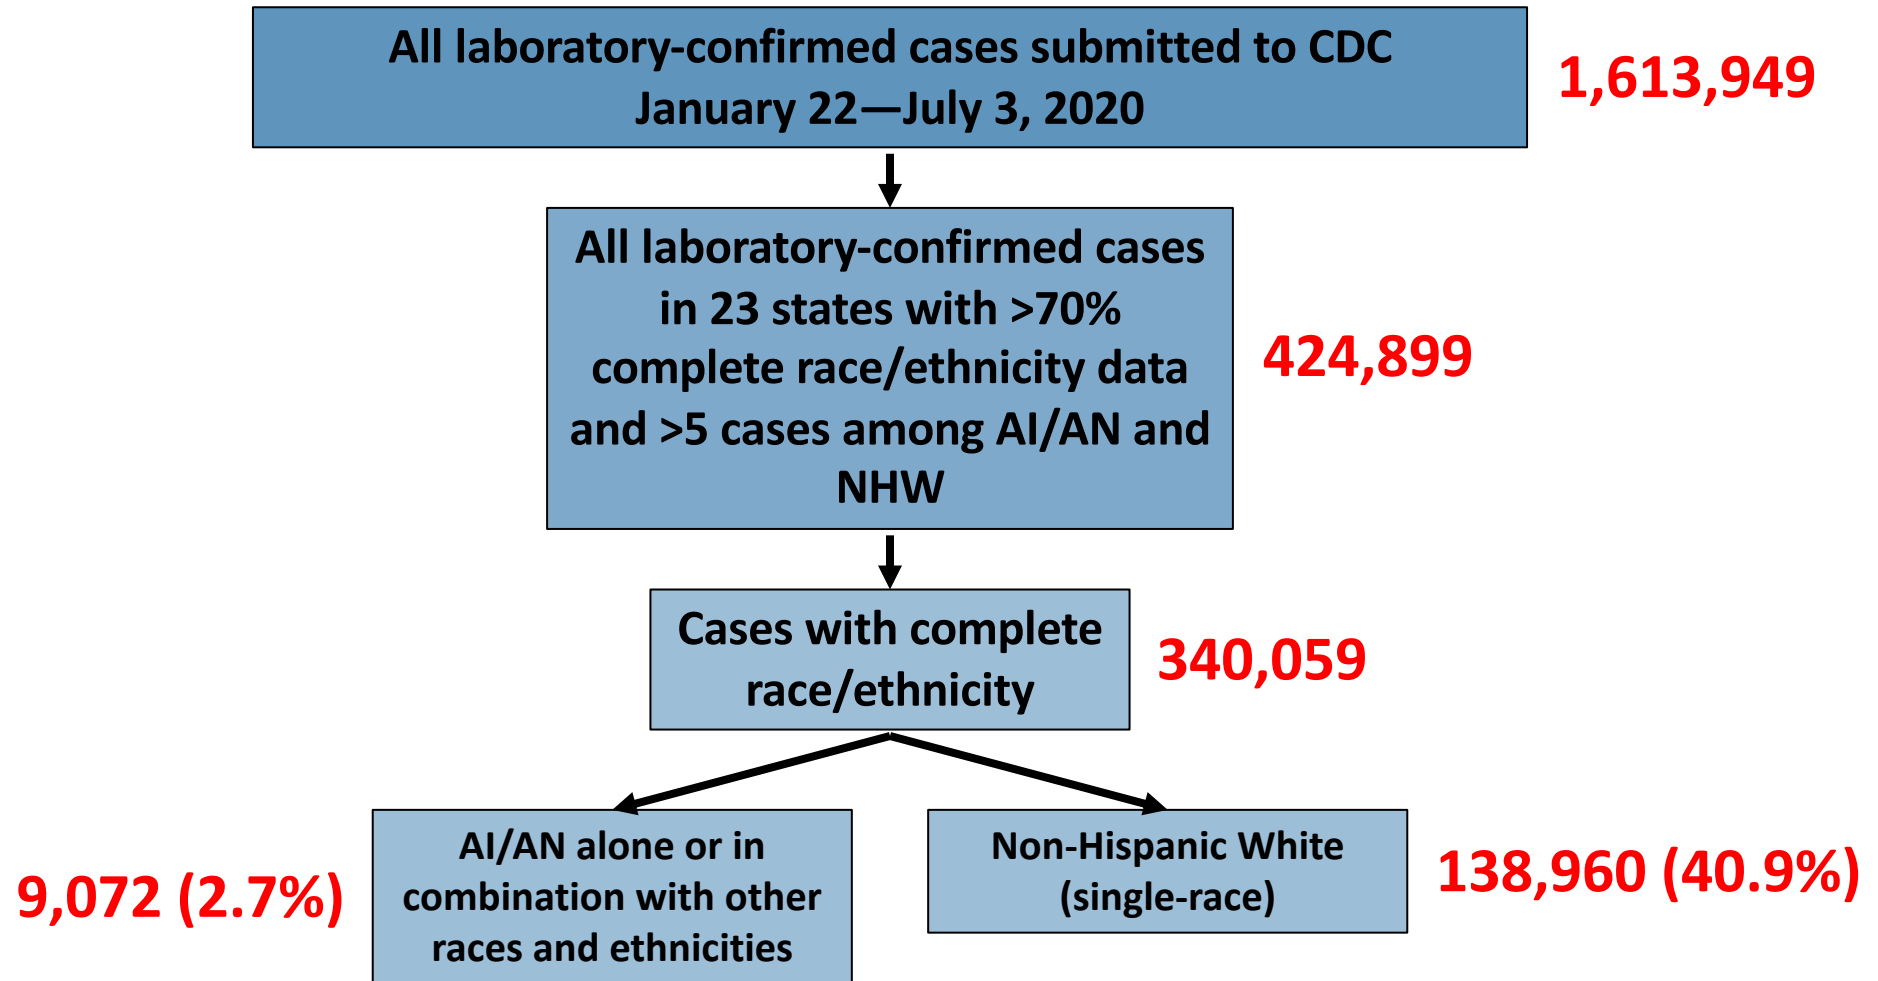 All laboratory-confirmed cases submitted to CDC
January 22—July 3, 2020
1,613,949
All laboratory-confirmed cases
in 23 states with >70%
complete race/ethnicity data
and >5 cases among AI/AN and
NHW
424,899
Cases with complete
race/ethnicity
340,059
9,072 (2.7%)
AI/AN alone or in
combination with other
races and ethnicities
Non-Hispanic White
(single-race)
138,960 (40.9%)